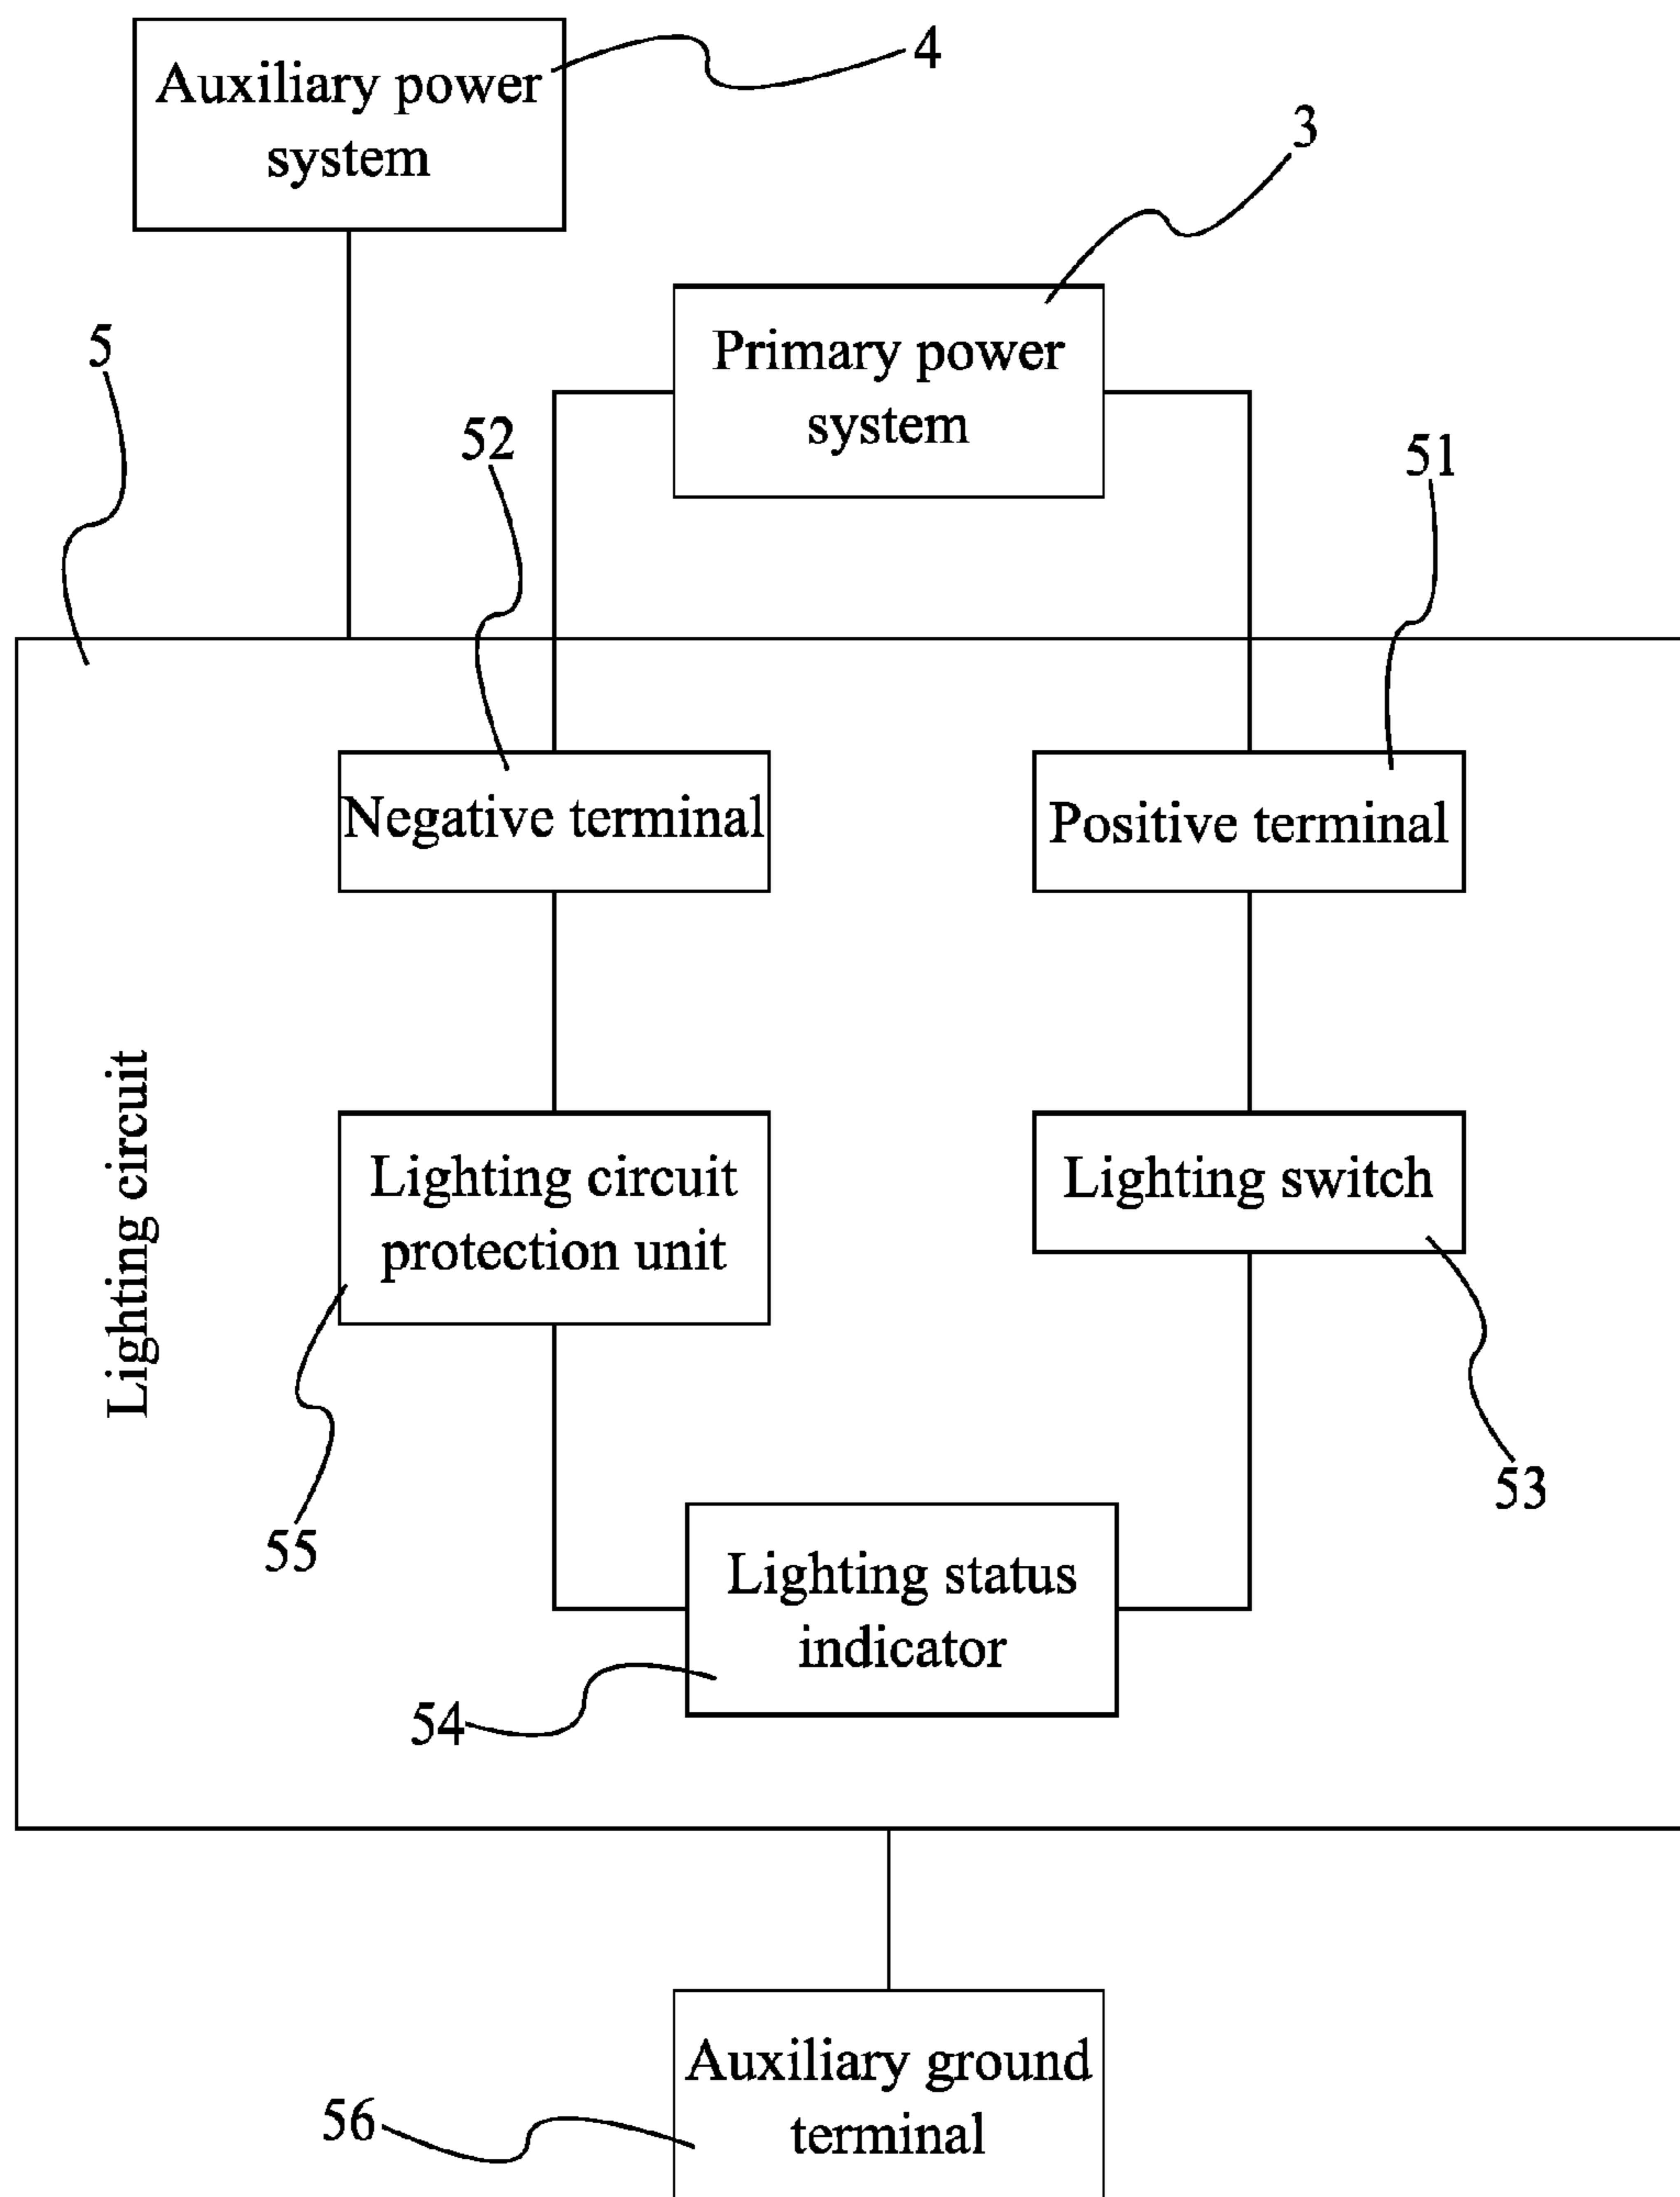 Auxiliary power
system
4
3
Primary power
system
5
52
51
Negative terminal
Positive terminal
Lighting circuit
Lighting circuit
protection unit
Lighting switch
53
55
Lighting status
indicator
54
Auxiliary ground
terminal
56